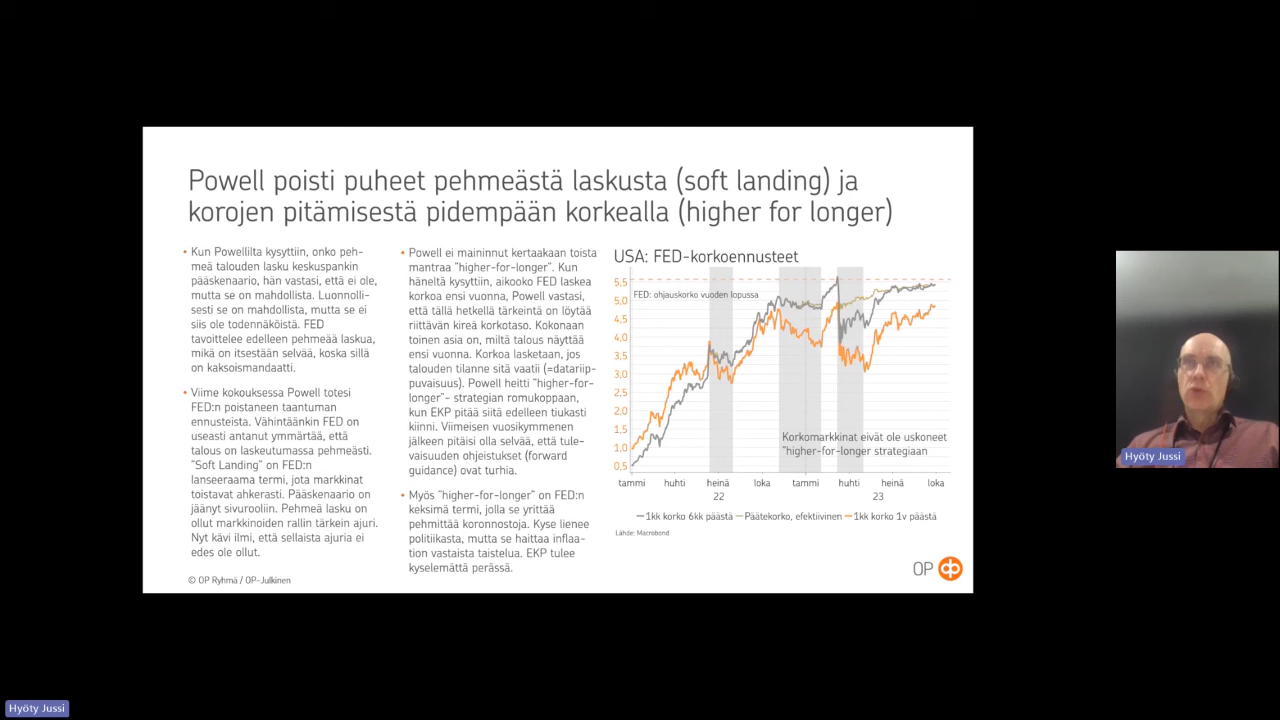 Powell poisti puheet pehmeästä laskusta (soft landing) ja
korojen pitämisestä pidempään korkealla (higher for longer)
• Kun Powellilta kysyttiin, onko peh-
meä talouden lasku keskuspankin
pääskenaario, hän vastasi, että ei ole,
mutta se on mahdollista. Luonnolli-
sesti se on mahdollista, mutta se ei
siis ole todennäköistä. FED
tavoittelee edelleen pehmeää laskua,
mikä on itsestään selvää, koska sillä
on kaksoismandaatti.
• Viime kokouksessa Powell totesi
FED:n poistaneen taantuman
ennusteista. Vähintäänkin FED on
useasti antanut ymmärtää, että
talous on laskeutumassa pehmeästi.
"Soft Landing" on FED:n
lanseeraama termi, jota markkinat
toistavat ahkerasti. Pääskenaario on
jäänyt sivurooliin. Pehmeä lasku on
ollut markkinoiden rallin tärkein ajuri.
Nyt kävi ilmi, että sellaista ajuria ei
edes ole ollut.
• Powell ei maininnut kertaakaan toista
mantraa "higher-for-longer". Kun
häneltä kysyttiin, aikooko FED laskea
korkoa ensi vuonna, Powell vastasi,
että tällä hetkellä tärkeintä on löytää
riittävän kireä korkotaso. Kokonaan
toinen asia on, miltä talous näyttää
ensi vuonna. Korkoa lasketaan, jos
talouden tilanne sitä vaatii (=datariip-
puvaisuus). Powell heitti "higher-for-
longer"- strategian romukoppaan,
kun EKP pitää siitä edelleen tiukasti
kiinni. Viimeisen vuosikymmenen
jälkeen pitäisi olla selvää, että tule-
vaisuuden ohjeistukset (forward
guidance) ovat turhia.
• Myös "higher-for-longer" on FED:n
keksimä termi, jolla se yrittää
pehmittää koronnostoja. Kyse lienee
politiikasta, mutta se haittaa inflaa-
tion vastaista taistelua. EKP tulee
kyselemättä perässä.
USA: FED-korkoennusteet
FED: ohjauskorko vuoden lopussa
5,5
5,0
4,5
4,0
3,5
3,0
2,5
2,0
1,5
1,0
0,5
Korkomarkkinat eivät ole uskoneet
"higher-for-longer strategiaan
tammi huhti heinä loka tammi huhti heinä loka
22 23
1kk korko 6kk päästä Päätekorko, efektiivinen 1kk korko 1v päästä
Lähde: Macrobond
© OP Ryhmä / OP-Julkinen
OP
Hyöty Jussi
Hyöty Jussi